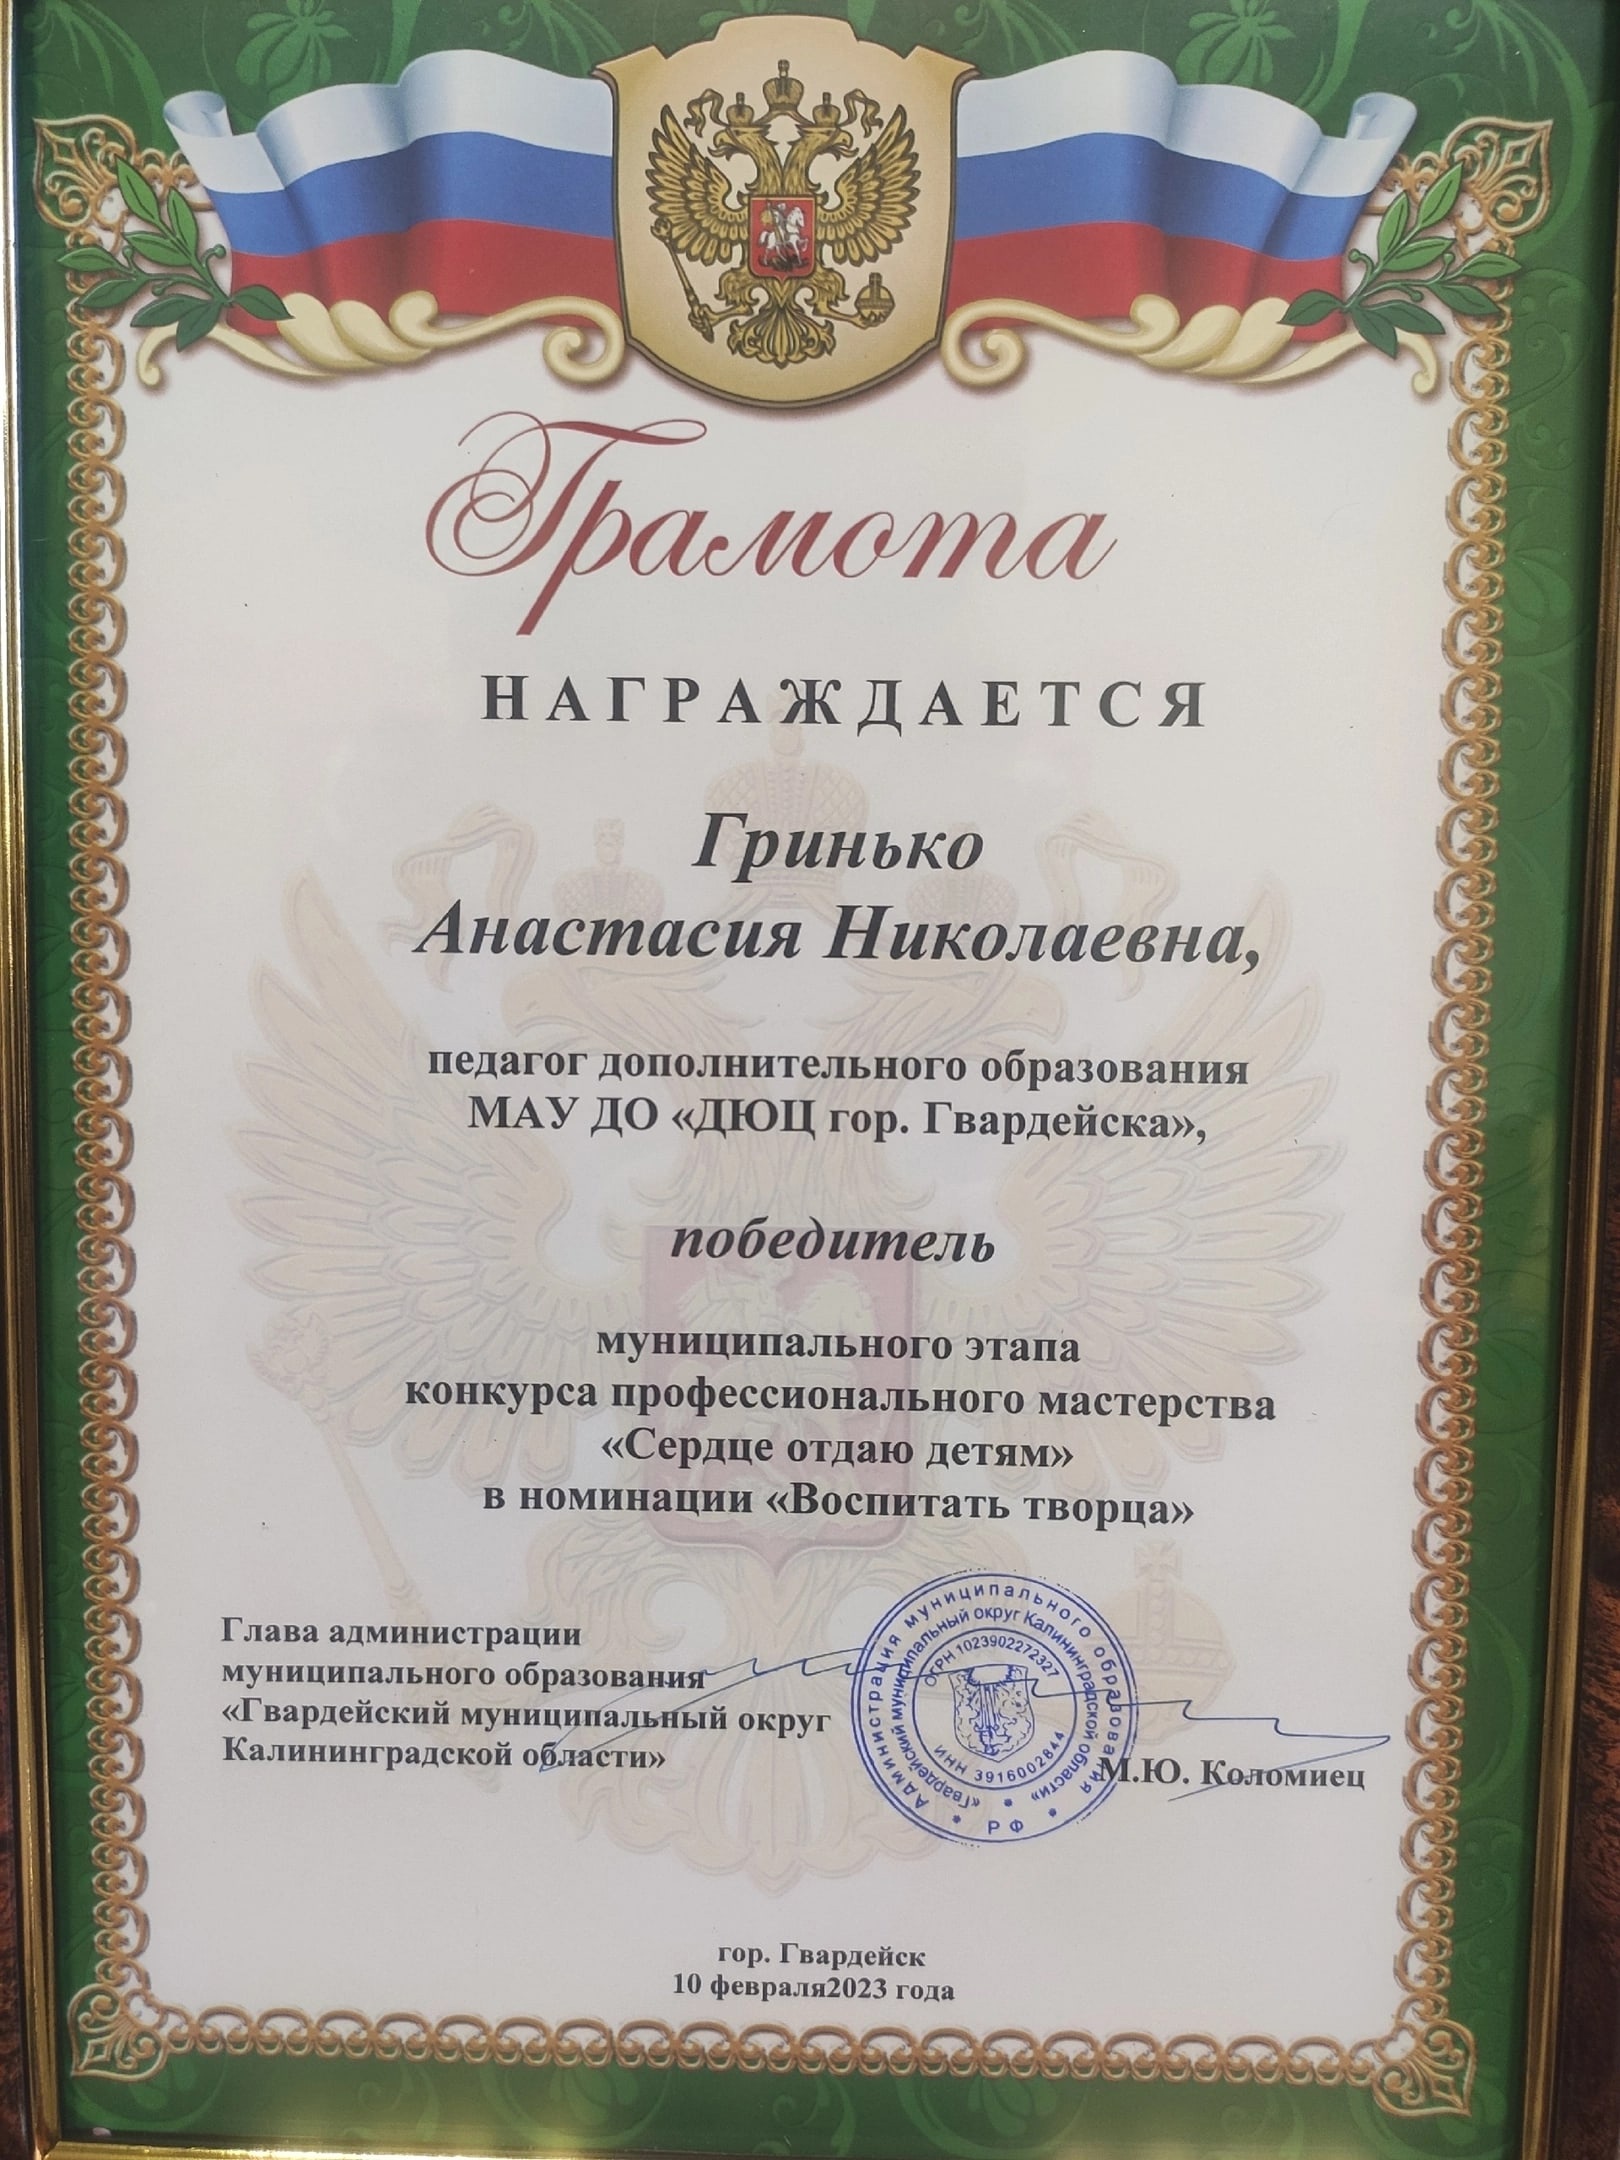 Грамота
НАГРАЖДАЕТСЯ
Гринько
Анастасия Николаевна,
педагог дополнительного образования
МАУ ДО «ДЮЦ гор. Гвардейска»,
победитель
муниципального этапа
конкурса профессионального мастерства
«Сердце отдаю детям»
в номинации «Воспитать творца»
Глава администрации
муниципального образования
«Гвардейский муниципальный округ
Калининградской области»
Администрация муниципального образования
«Гвардейский муниципальный округ Калининградской области»
ОГРН 1023902272327
ИНН 3916002844
* РФ *
М.Ю. Коломиец
гор. Гвардейск
10 февраля2023 года